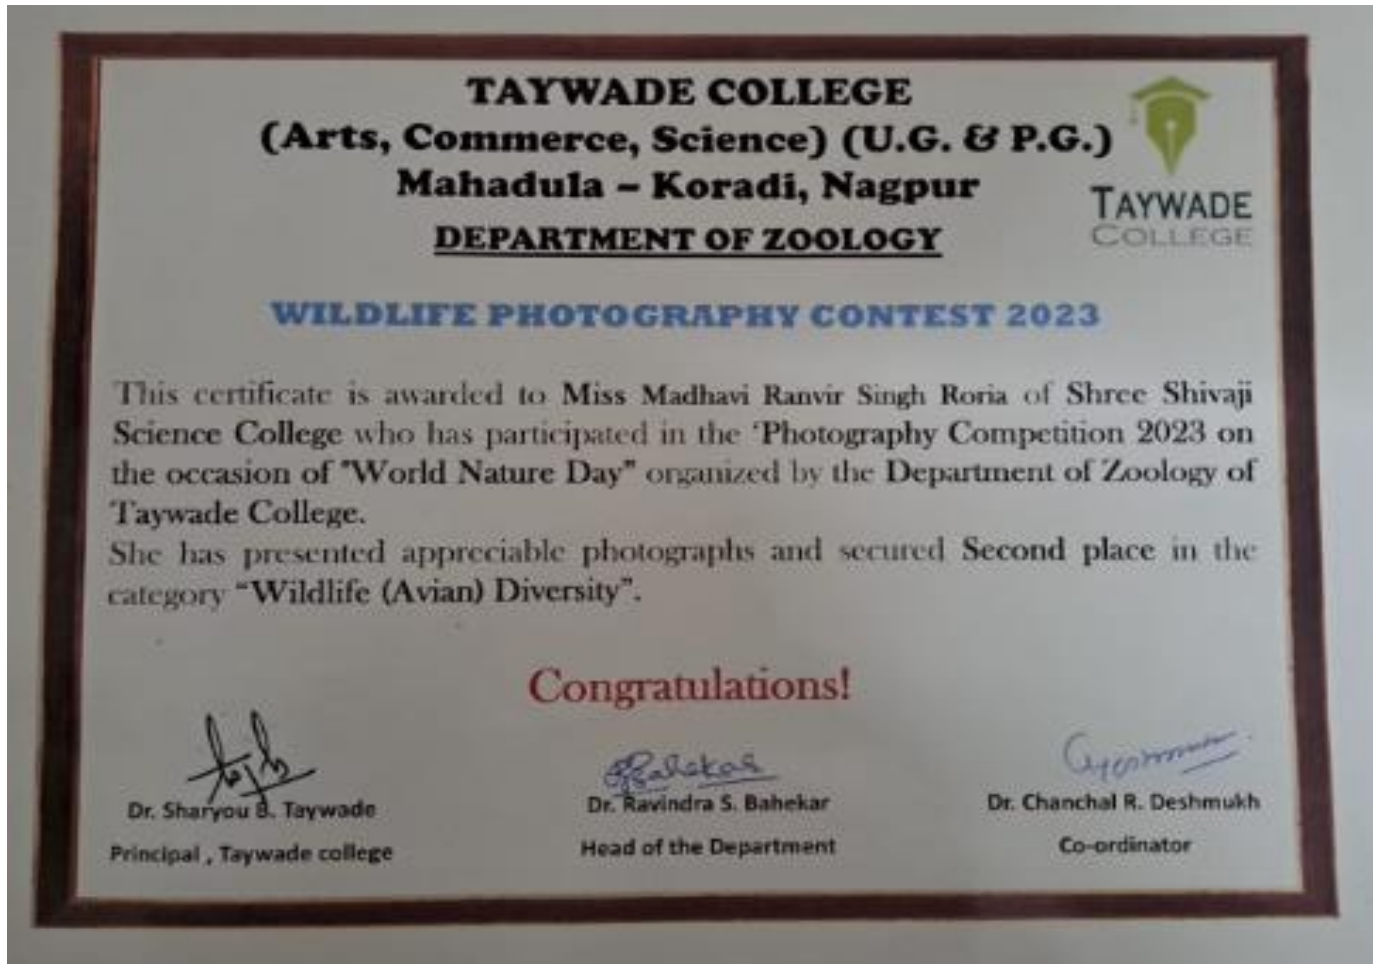 TAYWADE COLLEGE
(Arts, Commerce, Science) (U.G. & P.G.)
Mahadula – Koradi, Nagpur
DEPARTMENT OF ZOOLOGY
TAYWADE
COLLEGE
WILDLIFE PHOTOGRAPHY CONTEST 2023
This certificate is awarded to Miss Madhavi Ranvir Singh Roria of Shree Shivaji
Science College who has participated in the 'Photography Competition 2023 on
the occasion of "World Nature Day" organized by the Department of Zoology of
Taywade College.
She has presented appreciable photographs and secured Second place in the
category "Wildlife (Avian) Diversity".
Congratulations!
Dr. Sharyou B. Taywade
Principal , Taywade college
Bahekar
Dr. Ravindra S. Bahekar
Head of the Department
Dr. Chanchal R. Deshmukh
Co-ordinator